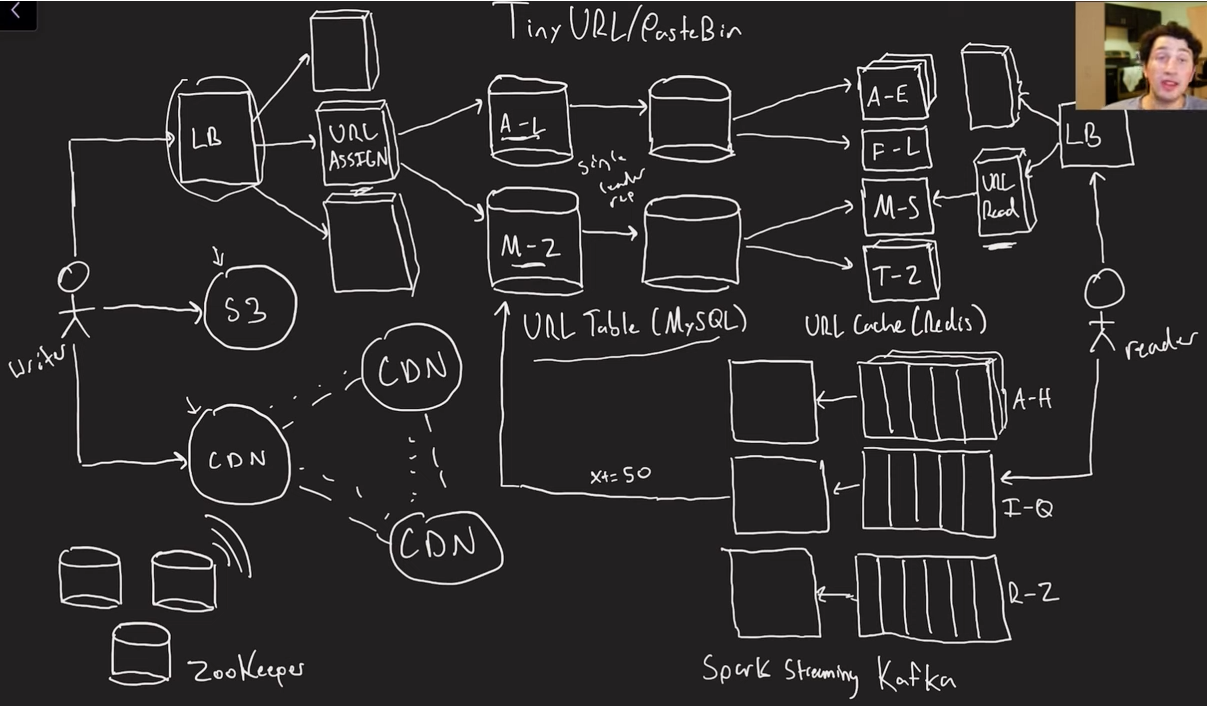 TinyURL/PasteBin
LB
URL
ASSIGN
A-L
M-Z
single
leader
rep
A-E
F-L
M-S
T-Z
URL
Read
LB
S3
writer
reader
URL Table (MySQL)
URL Cache (Redis)
CDN
CDN
CDN
A-H
I-Q
R-Z
x+=50
ZooKeeper
Spark Streaming
Kafka